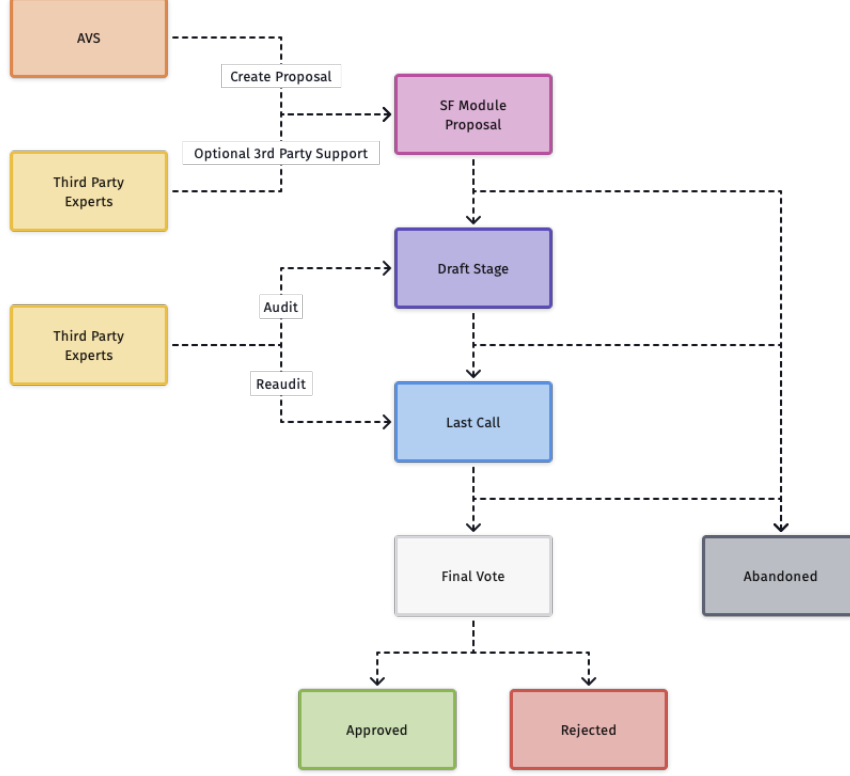 AVS
Create Proposal
SF Module
Proposal
Optional 3rd Party Support
Third Party
Experts
Draft Stage
Audit
Third Party
Experts
Reaudit
Last Call
Final Vote
Abandoned
Approved
Rejected